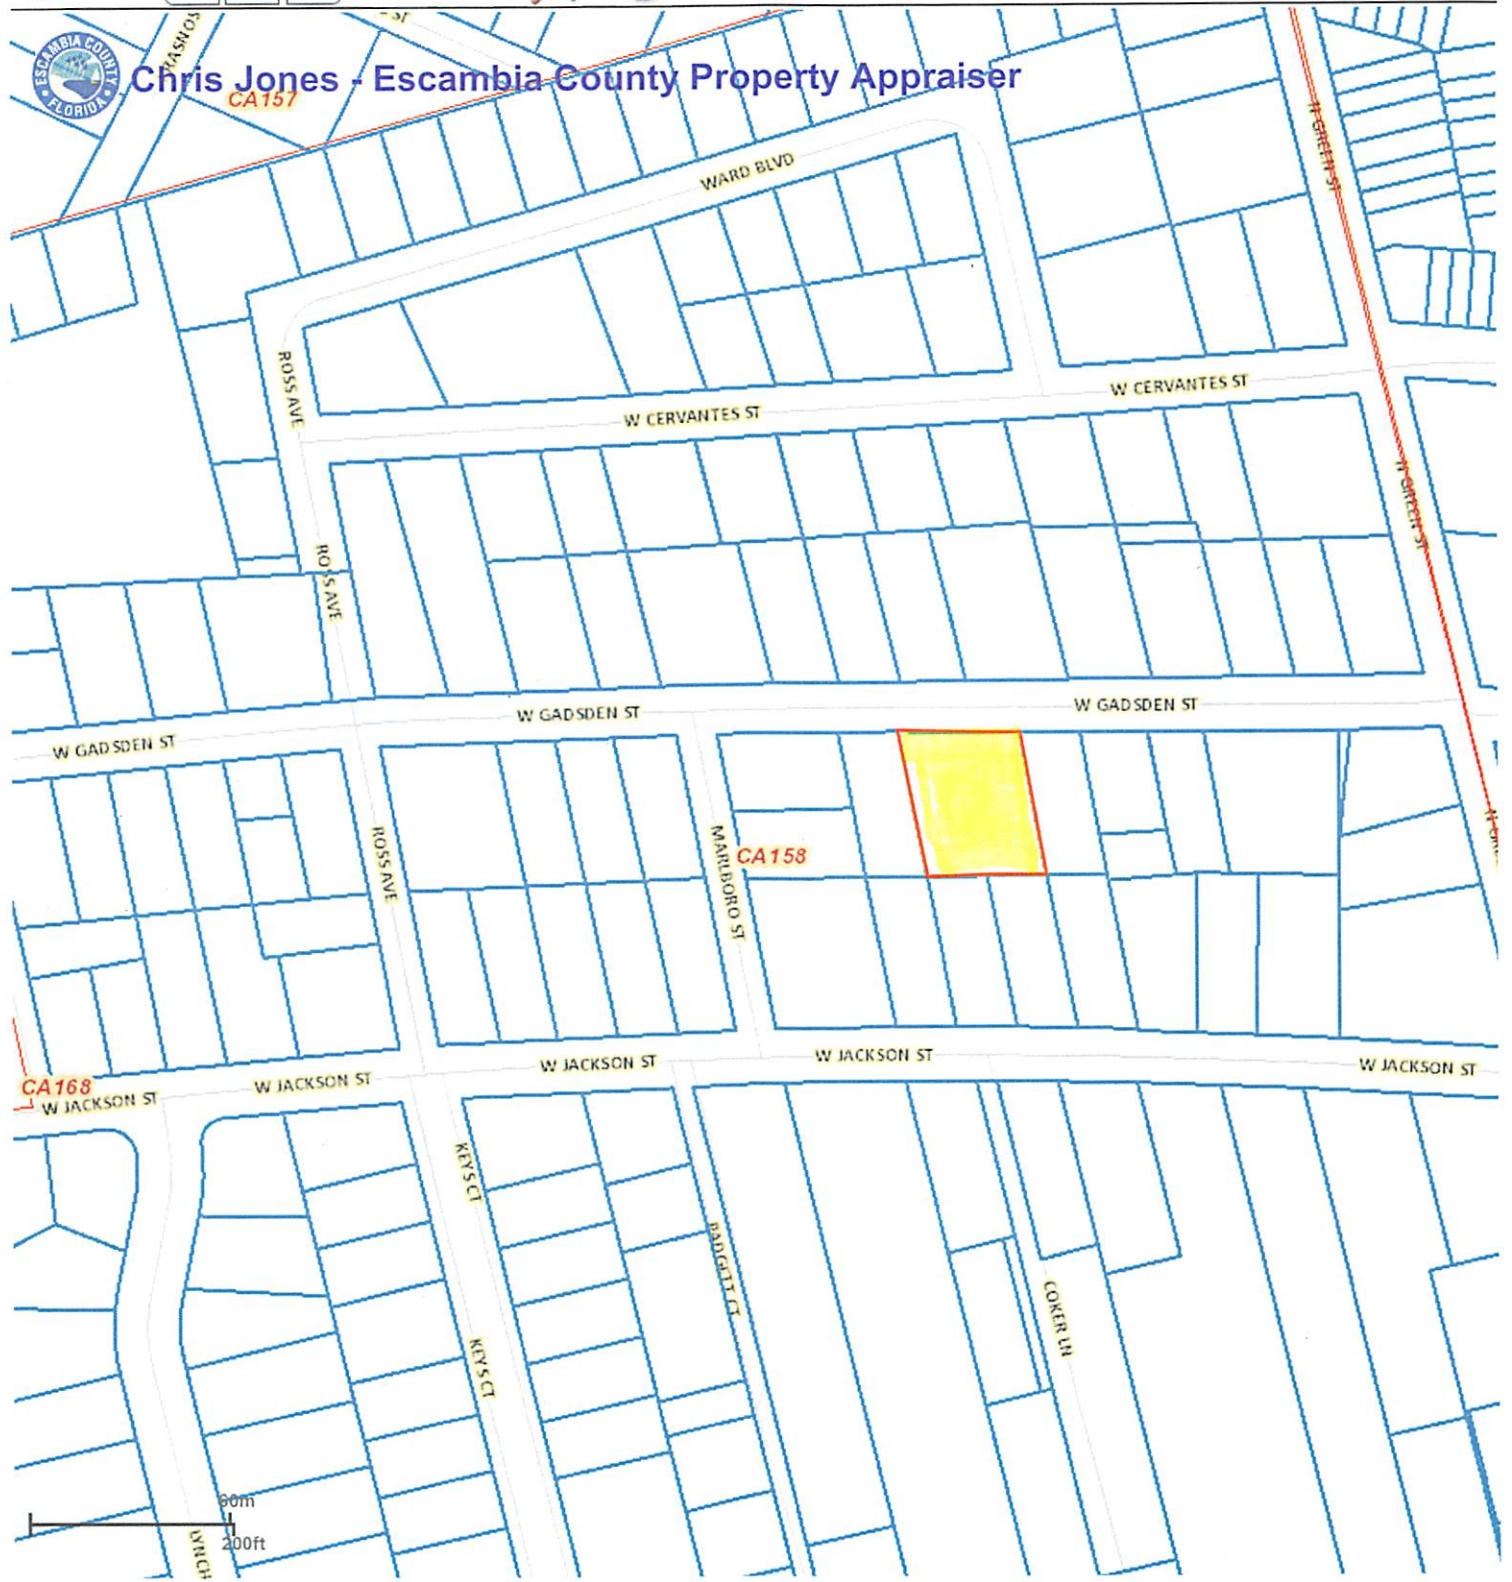 ESCAMBIA COUNTY
FLORIDA
Chris Jones - Escambia County Property Appraiser
CA157
WARD BLVD
N GREEN ST
ROSS AVE
W CERVANTES ST
W CERVANTES ST
N GREEN ST
ROSS AVE
W GADSDEN ST
W GADSDEN ST
W GADSDEN ST
ROSS AVE
MARLBORO ST
CA158
W JACKSON ST
W JACKSON ST
W JACKSON ST
W JACKSON ST
CA168
W JACKSON ST
KEYS CT
PADGETT CT
COKER LN
KEYS CT
60m
200ft
LYNCH